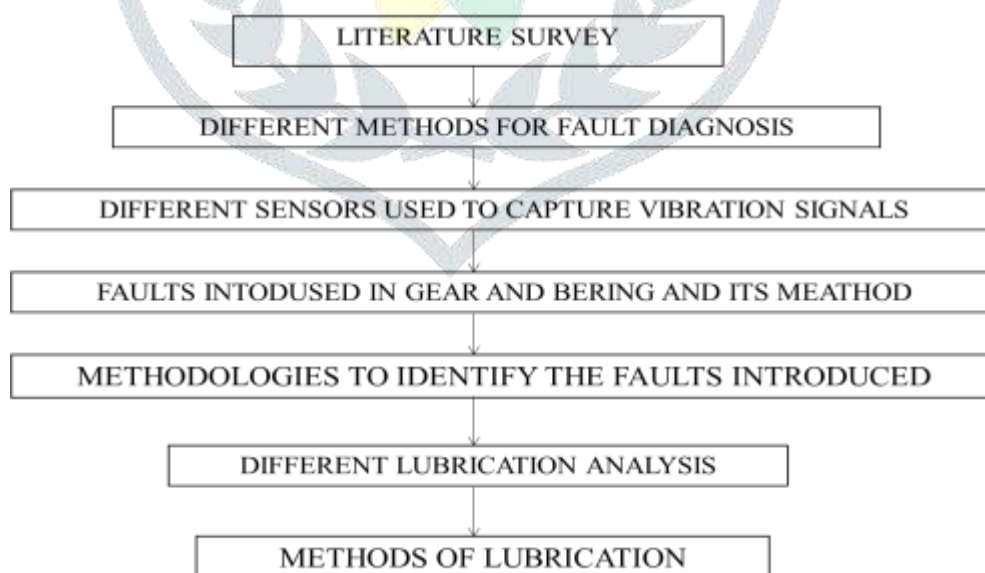 LITERATURE SURVEY
DIFFERENT METHODS FOR FAULT DIAGNOSIS
DIFFERENT SENSORS USED TO CAPTURE VIBRATION SIGNALS
FAULTS INTODUSED IN GEAR AND BERING AND ITS MEATHOD
METHODOLOGIES TO IDENTIFY THE FAULTS INTRODUCED
DIFFERENT LUBRICATION ANALYSIS
METHODS OF LUBRICATION